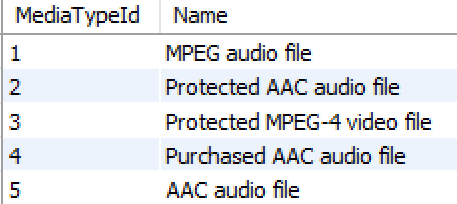 MediaTypeId Name
1 MPEG audio file
2 Protected AAC audio file
3 Protected MPEG-4 video file
4 Purchased AAC audio file
5 AAC audio file